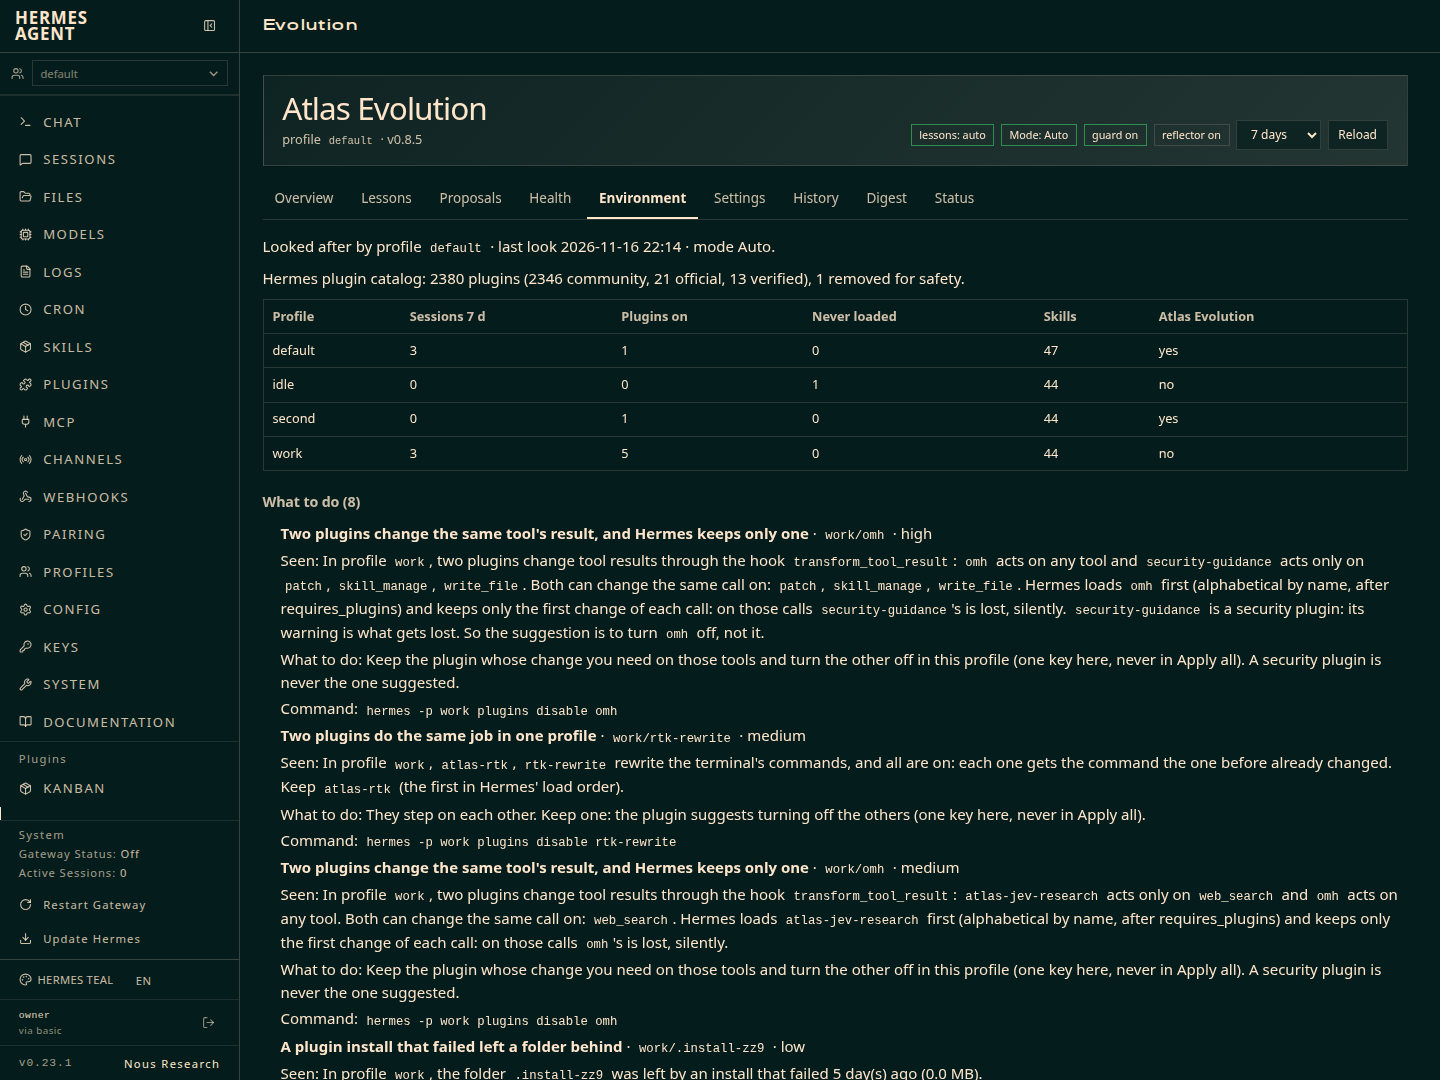 HERMES
AGENT
default
CHAT
SESSIONS
FILES
MODELS
LOGS
CRON
SKILLS
PLUGINS
MCP
CHANNELS
WEBHOOKS
PAIRING
PROFILES
CONFIG
KEYS
SYSTEM
DOCUMENTATION
Plugins
KANBAN
System
Gateway Status: Off
Active Sessions: 0
Restart Gateway
Update Hermes
HERMES TEAL EN
owner
via basic
v0.23.1 Nous Research
Evolution
Atlas Evolution
profile default · v0.8.5
lessons: auto Mode: Auto guard on reflector on 7 days Reload
Overview Lessons Proposals Health Environment Settings History Digest Status
Looked after by profile default · last look 2026-11-16 22:14 · mode Auto.
Hermes plugin catalog: 2380 plugins (2346 community, 21 official, 13 verified), 1 removed for safety.
Profile Sessions 7 d Plugins on Never loaded Skills Atlas Evolution
default 3 1 0 47 yes
idle 0 0 1 44 no
second 0 1 0 44 yes
work 3 5 0 44 no
What to do (8)
Two plugins change the same tool's result, and Hermes keeps only one · work/omh · high
Seen: In profile work , two plugins change tool results through the hook transform_tool_result : omh acts on any tool and security-guidance acts only on
patch , skill_manage , write_file . Both can change the same call on: patch , skill_manage , write_file . Hermes loads omh first (alphabetical by name, after
requires_plugins) and keeps only the first change of each call: on those calls security-guidance 's is lost, silently. security-guidance is a security plugin: its
warning is what gets lost. So the suggestion is to turn omh off, not it.
What to do: Keep the plugin whose change you need on those tools and turn the other off in this profile (one key here, never in Apply all). A security plugin is
never the one suggested.
Command: hermes -p work plugins disable omh
Two plugins do the same job in one profile · work/rtk-rewrite · medium
Seen: In profile work , atlas-rtk , rtk-rewrite rewrite the terminal's commands, and all are on: each one gets the command the one before already changed.
Keep atlas-rtk (the first in Hermes' load order).
What to do: They step on each other. Keep one: the plugin suggests turning off the others (one key here, never in Apply all).
Command: hermes -p work plugins disable rtk-rewrite
Two plugins change the same tool's result, and Hermes keeps only one · work/omh · medium
Seen: In profile work , two plugins change tool results through the hook transform_tool_result : atlas-jev-research acts only on web_search and omh acts on
any tool. Both can change the same call on: web_search . Hermes loads atlas-jev-research first (alphabetical by name, after requires_plugins) and keeps only
the first change of each call: on those calls omh 's is lost, silently.
What to do: Keep the plugin whose change you need on those tools and turn the other off in this profile (one key here, never in Apply all). A security plugin is
never the one suggested.
Command: hermes -p work plugins disable omh
A plugin install that failed left a folder behind · work/.install-zz9 · low
Seen: In profile work , the folder .install-zz9 was left by an install that failed 5 day(s) ago (0.0 MB).